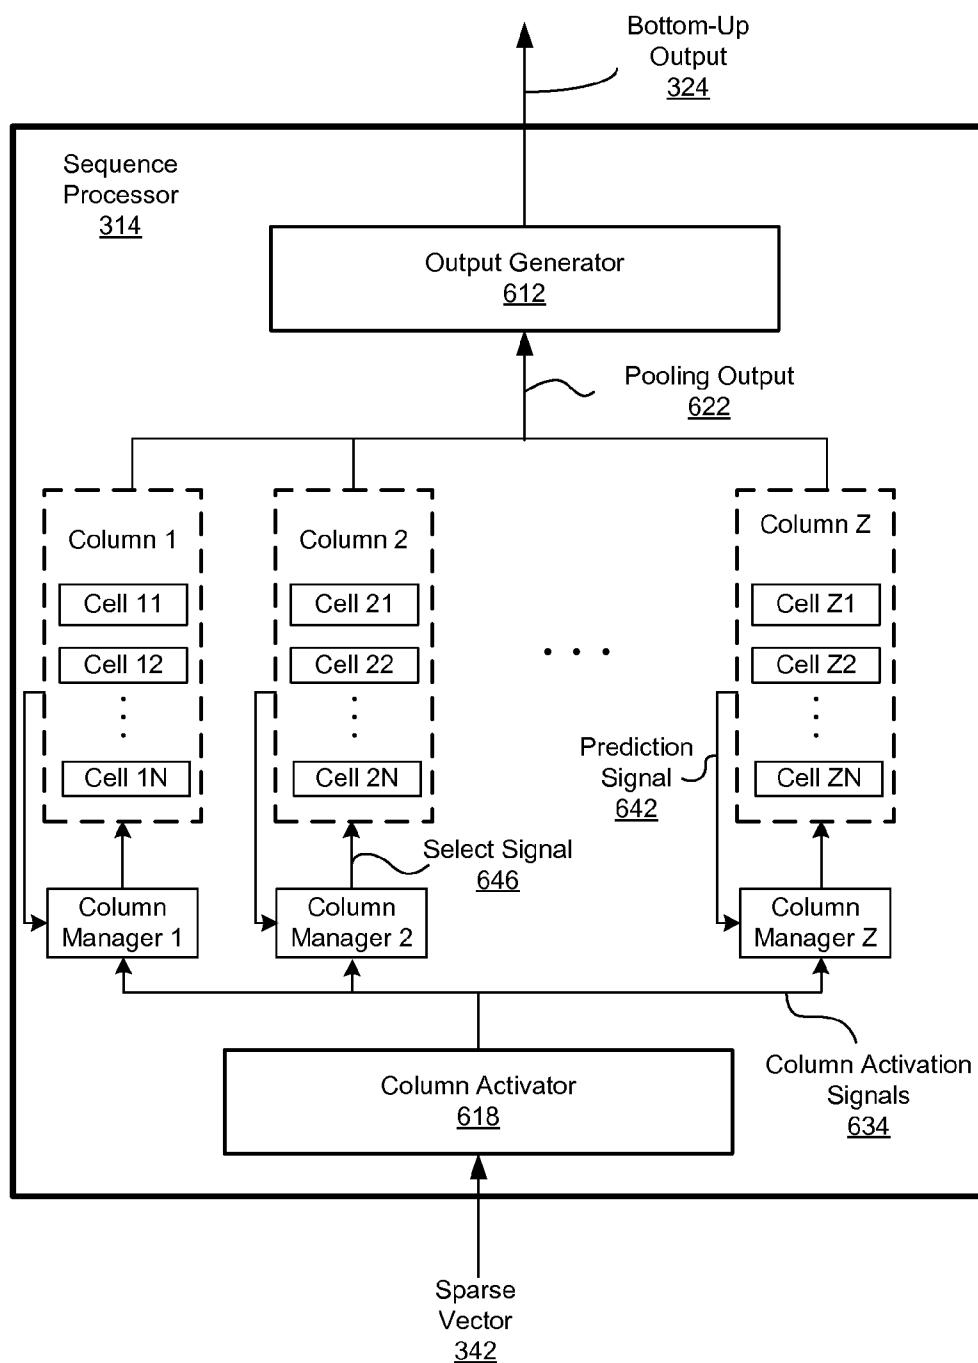 Bottom-Up
Output
324
Sequence
Processor
314
Output Generator
612
Pooling Output
622
Column 1
Cell 11
Cell 12
Cell 1N
Column 2
Cell 21
Cell 22
Cell 2N
Column Z
Cell Z1
Cell Z2
Cell ZN
Prediction
Signal
642
Select Signal
646
Column
Manager 1
Column
Manager 2
Column
Manager Z
Column Activator
618
Column Activation
Signals
634
Sparse
Vector
342